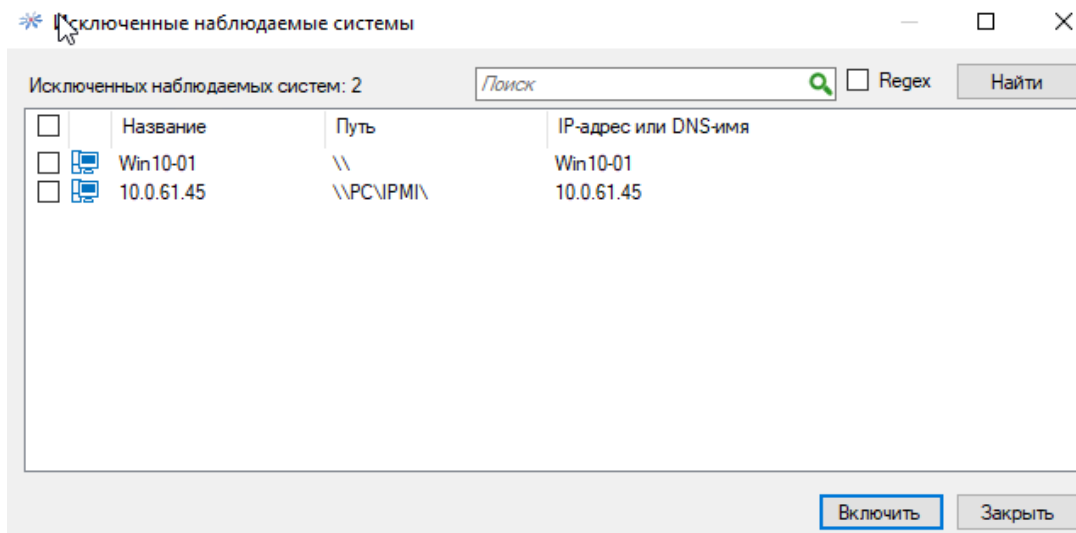 Исключенные наблюдаемые системы
Исключенных наблюдаемых систем: 2 Поиск Regex Найти
Название Путь IP-адрес или DNS-имя
Win10-01 \\ Win10-01
10.0.61.45 \\PC\IPMI\ 10.0.61.45
Включить Закрыть